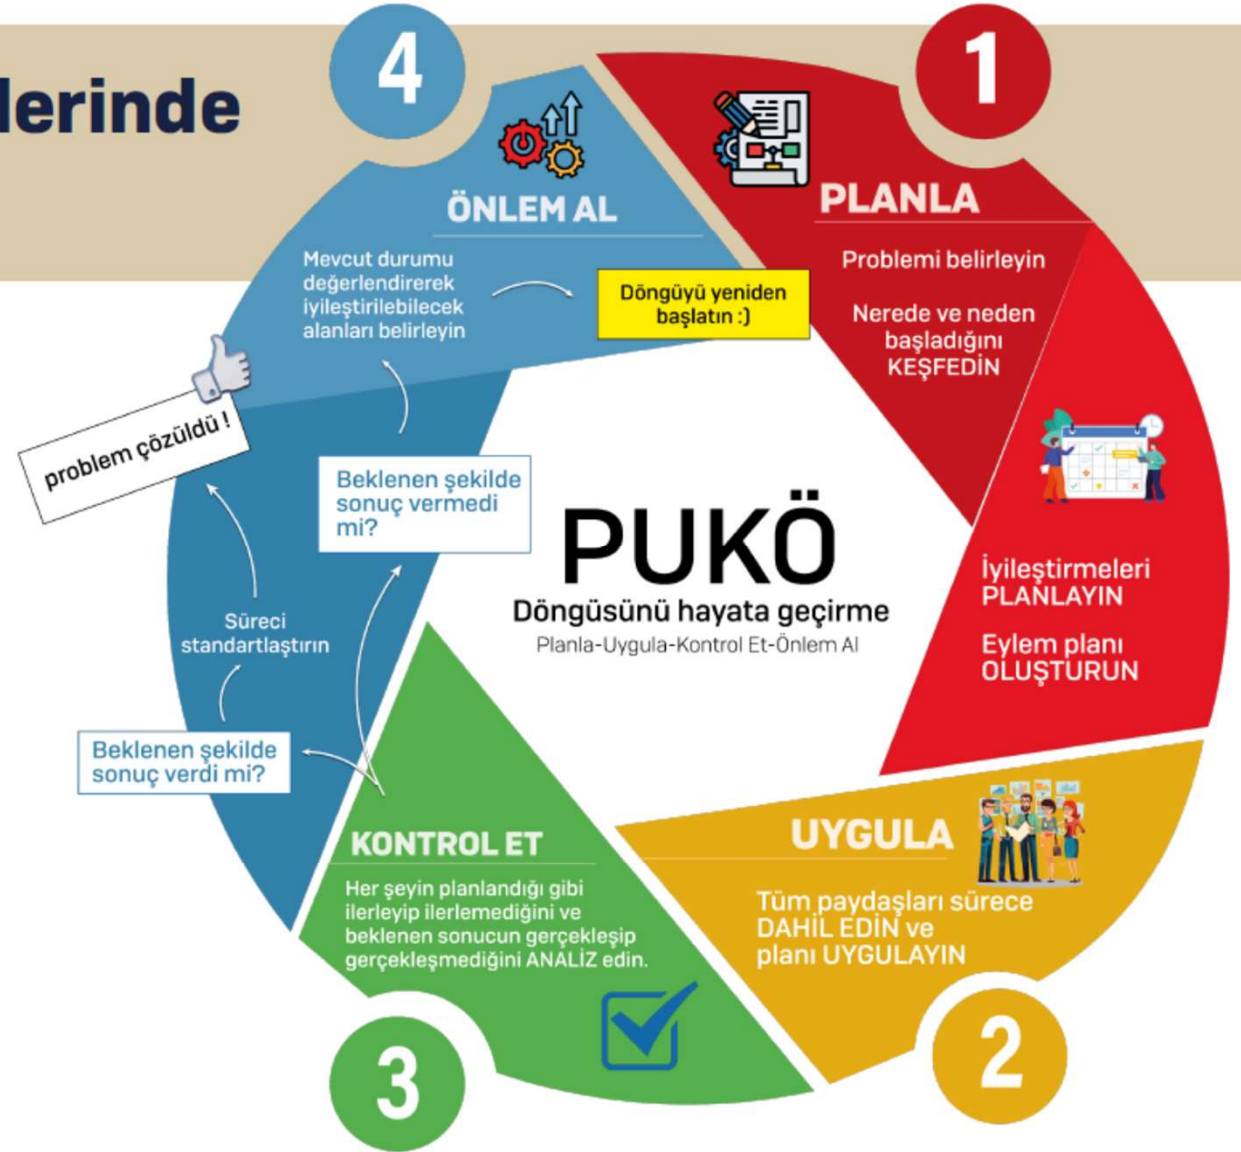 lerinde
4
1
ÖNLEM AL
Mevcut durumu
değerlendirerek
iyileştirilebilecek
alanları belirleyin
Döngüyü yeniden
başlatın :)
PLANLA
Problemi belirleyin
Nerede ve neden
başladığını
KEŞFEDİN
İyileştirmeleri
PLANLAYIN
Eylem planı
OLUŞTURUN
problem çözüldü !
Beklenen şekilde
sonuç vermedi
mi?
PUKÖ
Döngüsünü hayata geçirme
Planla-Uygula-Kontrol Et-Önlem Al
Süreci
standartlaştırın
Beklenen şekilde
sonuç verdi mi?
UYGULA
Tüm paydaşları sürece
DAHİL EDİN ve
planı UYGULAYIN
2
KONTROL ET
Her şeyin planlandığı gibi
ilerleyip ilerlemediğini ve
beklenen sonucun gerçekleşip
gerçekleşmediğini ANALİZ edin.
3